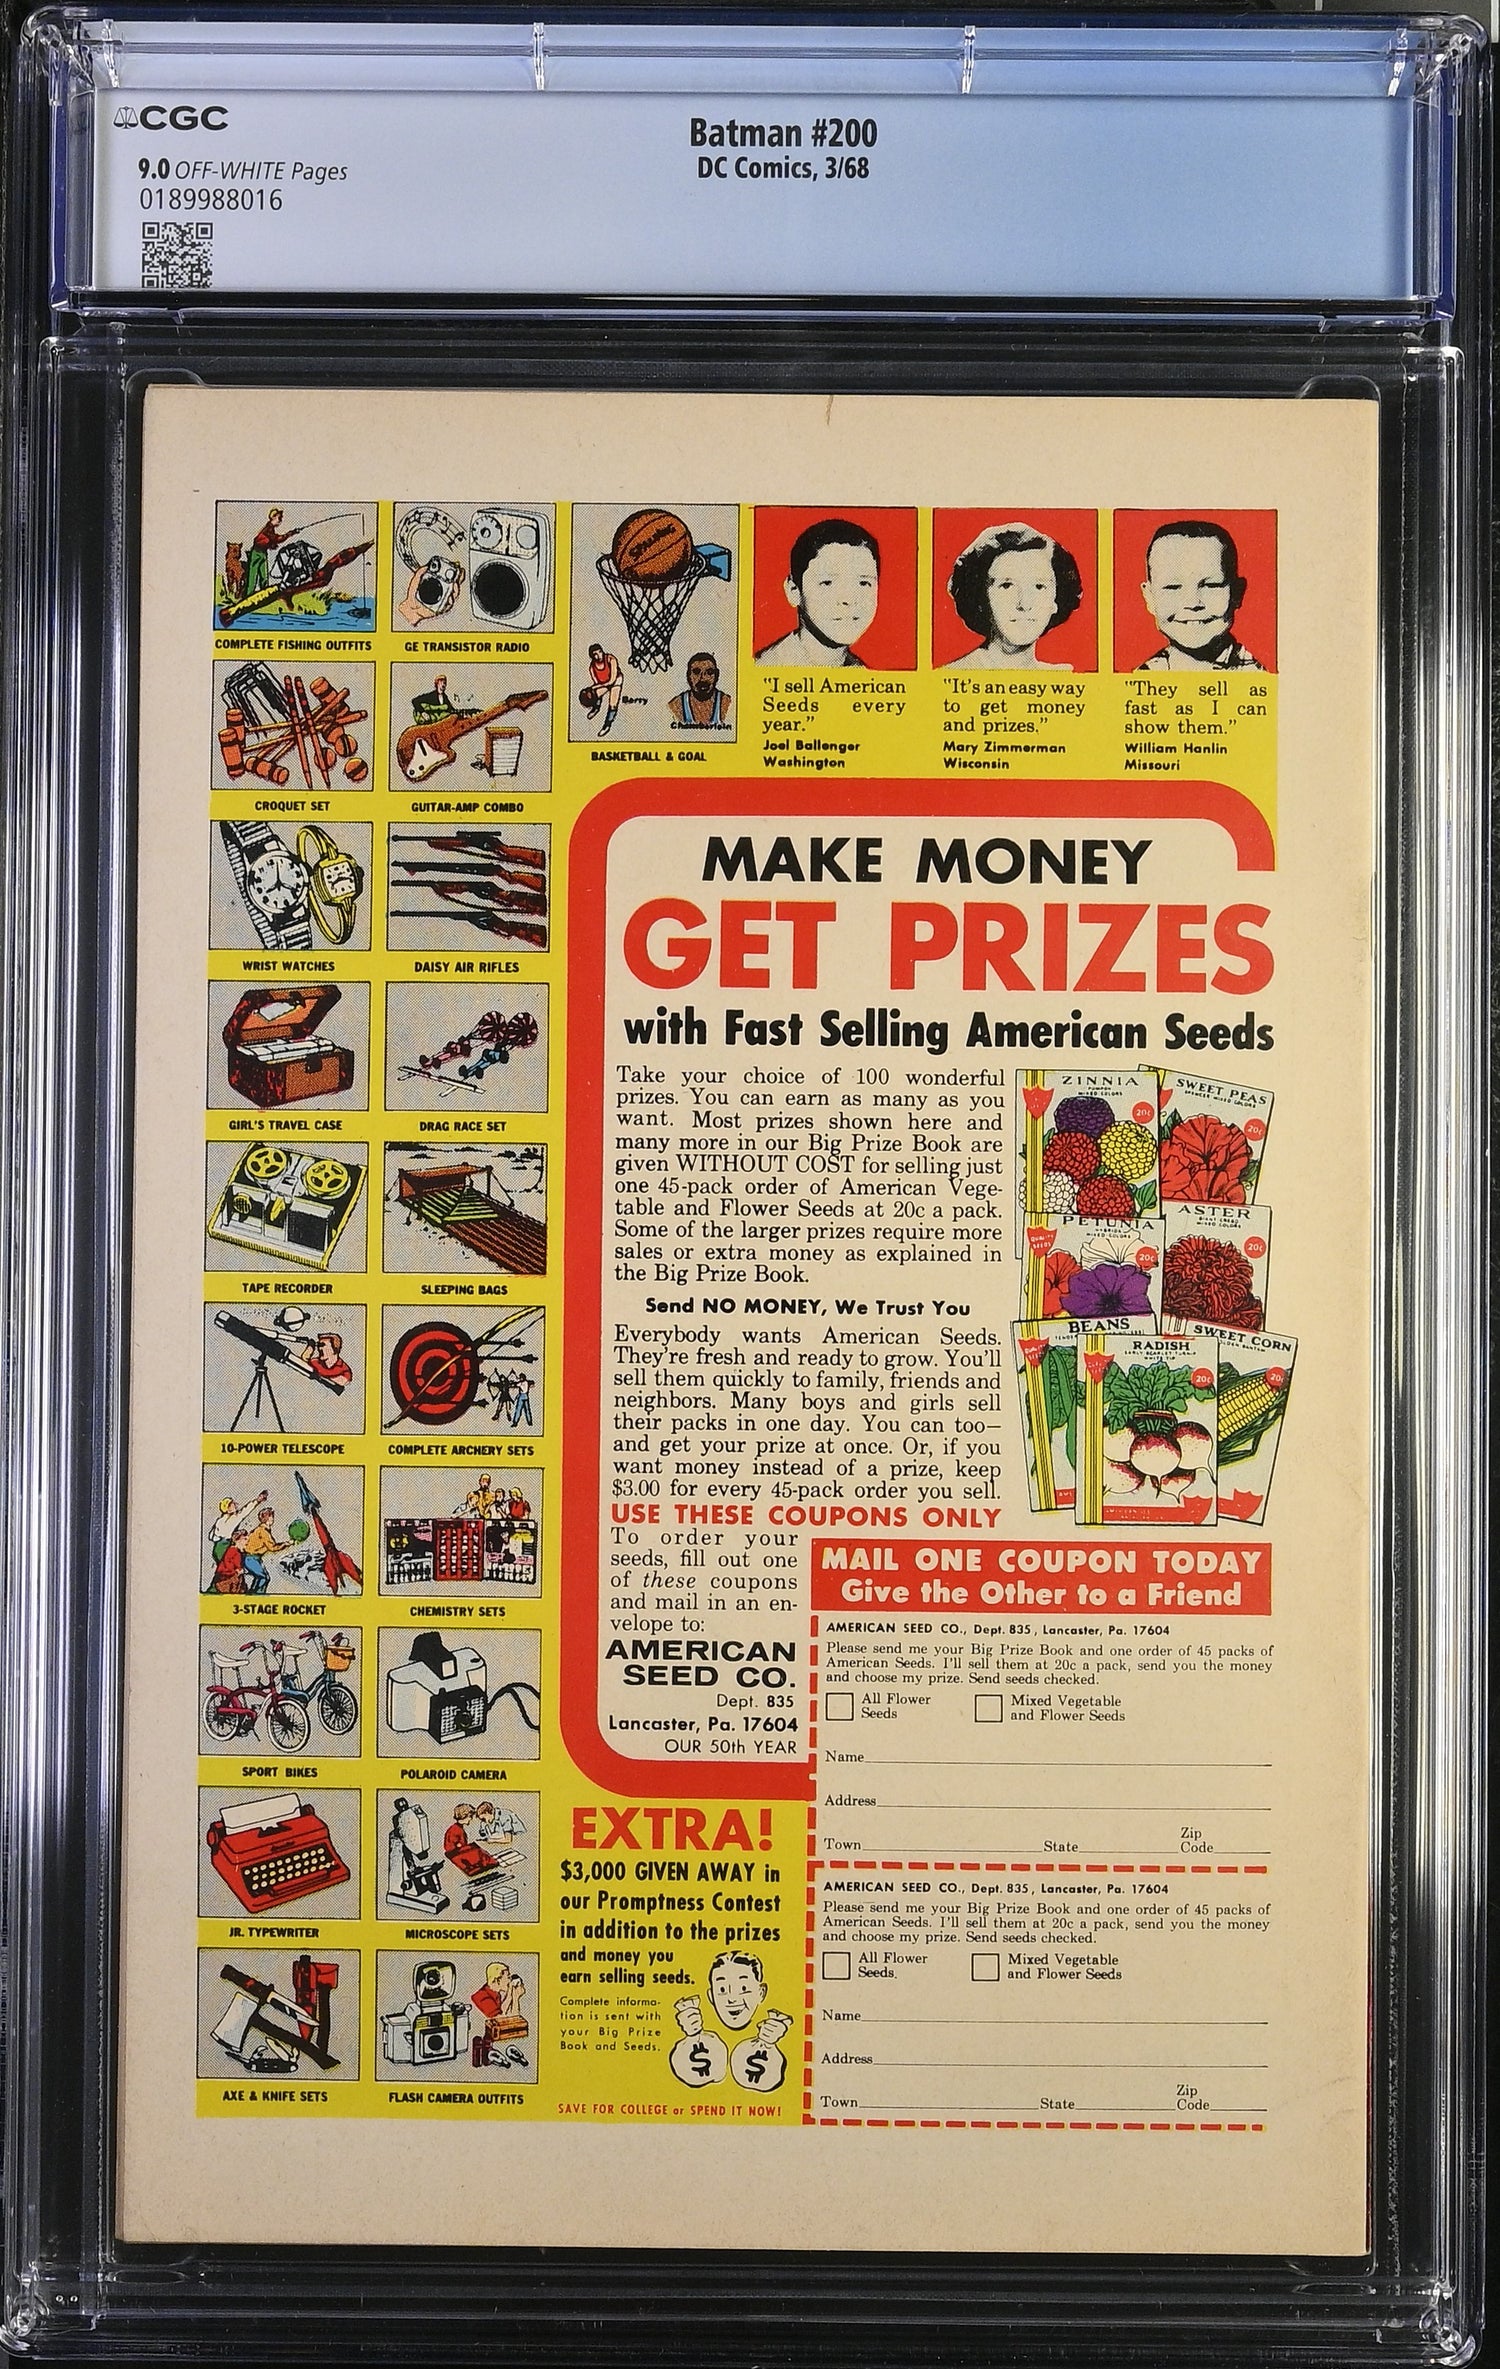 CGC
Batman #200
DC Comics, 3/68
9.0 OFF-WHITE Pages
0189988016
COMPLETE FISHING OUTFITS
GE TRANSISTOR RADIO
Barry
Chamberlain
BASKETBALL & GOAL
"I sell American
Seeds every
year."
Joel Ballenger
Washington
"It's an easy way
to get money
and prizes."
Mary Zimmerman
Wisconsin
"They sell as
fast as I can
show them."
William Hanlin
Missouri
CROQUET SET
GUITAR-AMP COMBO
WRIST WATCHES
DAISY AIR RIFLES
GIRL'S TRAVEL CASE
DRAG RACE SET
TAPE RECORDER
SLEEPING BAGS
10-POWER TELESCOPE
COMPLETE ARCHERY SETS
3-STAGE ROCKET
CHEMISTRY SETS
SPORT BIKES
POLAROID CAMERA
JR. TYPEWRITER
MICROSCOPE SETS
AXE & KNIFE SETS
FLASH CAMERA OUTFITS
MAKE MONEY
GET PRIZES
with Fast Selling American Seeds
Take your choice of 100 wonderful
prizes. You can earn as many as you
want. Most prizes shown here and
many more in our Big Prize Book are
given WITHOUT COST for selling just
one 45-pack order of American Vege-
table and Flower Seeds at 20c a pack.
Some of the larger prizes require more
sales or extra money as explained in
the Big Prize Book.
Send NO MONEY, We Trust You
Everybody wants American Seeds.
They're fresh and ready to grow. You'll
sell them quickly to family, friends and
neighbors. Many boys and girls sell
their packs in one day. You can too—
and get your prize at once. Or, if you
want money instead of a prize, keep
$3.00 for every 45-pack order you sell.
USE THESE COUPONS ONLY
To order your
seeds, fill out one
of these coupons
and mail in an en-
velope to:
AMERICAN
SEED CO.
Dept. 835
Lancaster, Pa. 17604
OUR 50th YEAR
ZINNIA
MIXED COLORS
20c
SWEET PEAS
20c
PETUNIA
MIXED COLORS
20c
ASTER
MIXED COLORS
20c
BEANS
RADISH
20c
SWEET CORN
20c
MAIL ONE COUPON TODAY
Give the Other to a Friend
AMERICAN SEED CO., Dept. 835, Lancaster, Pa. 17604
Please send me your Big Prize Book and one order of 45 packs of
American Seeds. I'll sell them at 20c a pack, send you the money
and choose my prize. Send seeds checked.
All Flower
Seeds
Mixed Vegetable
and Flower Seeds
Name
Address
Town State Zip
Code
AMERICAN SEED CO., Dept. 835, Lancaster, Pa. 17604
Please send me your Big Prize Book and one order of 45 packs of
American Seeds. I'll sell them at 20c a pack, send you the money
and choose my prize. Send seeds checked.
All Flower
Seeds.
Mixed Vegetable
and Flower Seeds
Name
Address
Town State Zip
Code
EXTRA!
$3,000 GIVEN AWAY in
our Promptness Contest
in addition to the prizes
and money you
earn selling seeds.
Complete informa-
tion is sent with
your Big Prize
Book and Seeds.
$ $
SAVE FOR COLLEGE or SPEND IT NOW!